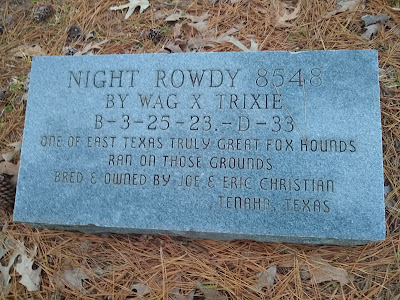 NIGHT ROWDY 8548
BY WAG X TRIXIE
B-3-25-23.-D-33
ONE OF EAST TEXAS TRULY GREAT FOX HOUNDS
RAN ON THOSE GROUNDS
BRED & OWNED BY JOE & ERIC CHRISTIAN
TENAHA, TEXAS